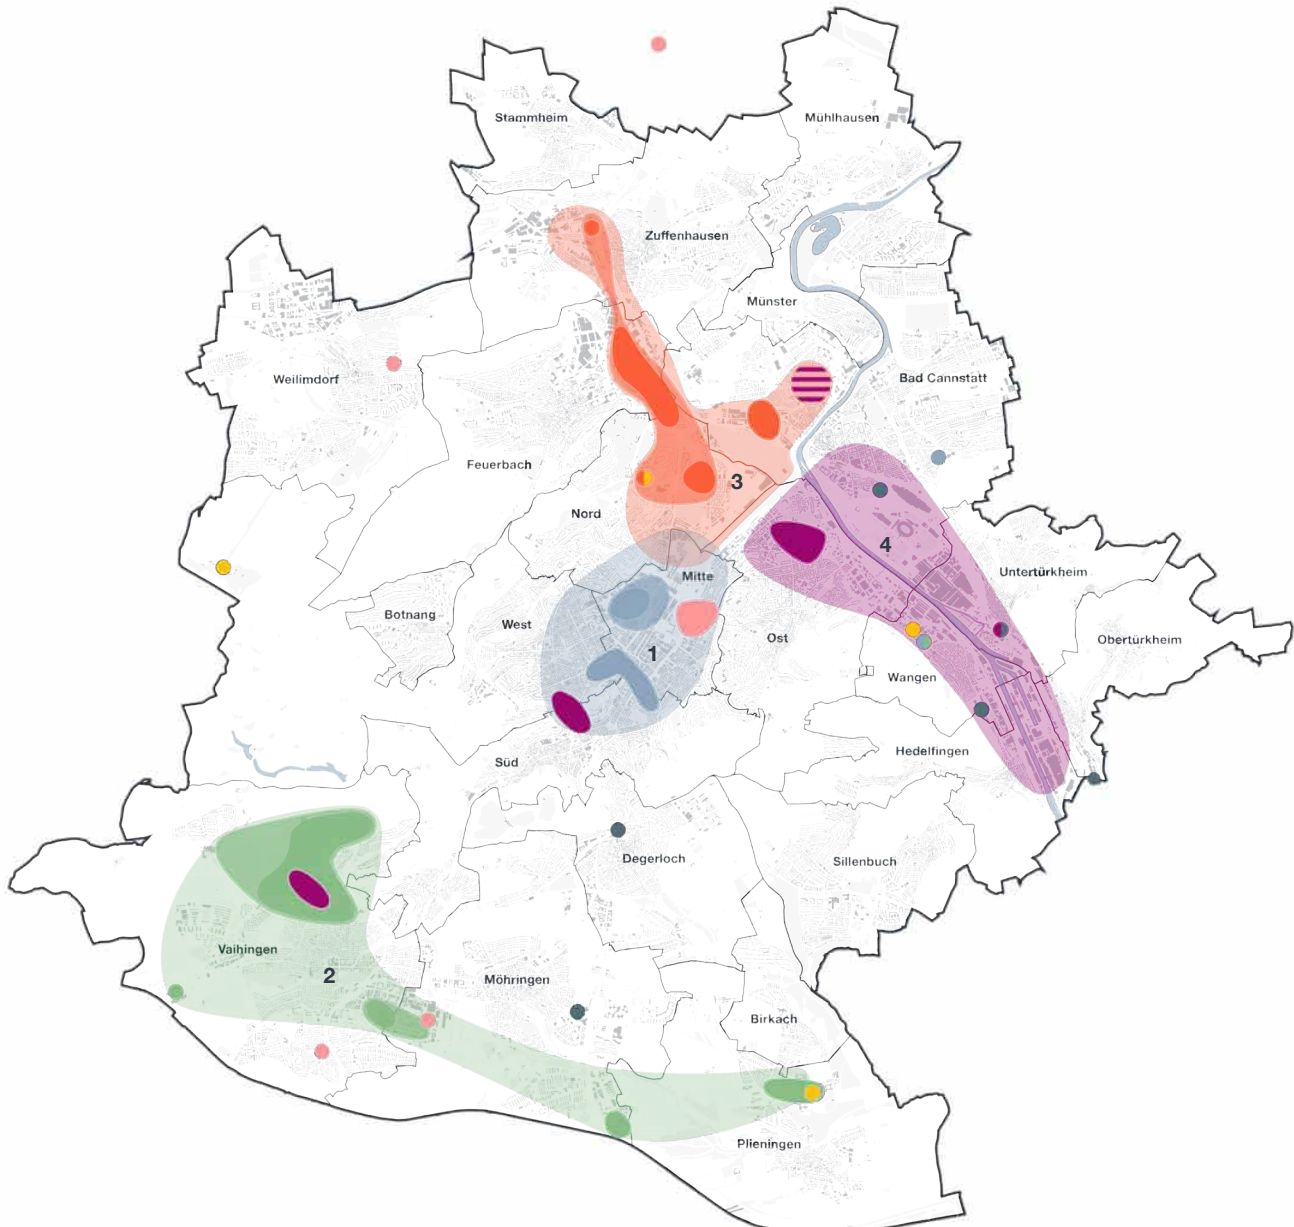 Stammheim
Mühlhausen
Zuffenhausen
Münster
Weilimdorf
Bad Cannstatt
Feuerbach
3
Nord
4
Mitte
Untertürkheim
Botnang
West
Ost
Obertürkheim
1
Wangen
Hedelfingen
Süd
Degerloch
Sillenbuch
Vaihingen
2
Möhringen
Birkach
Plieningen